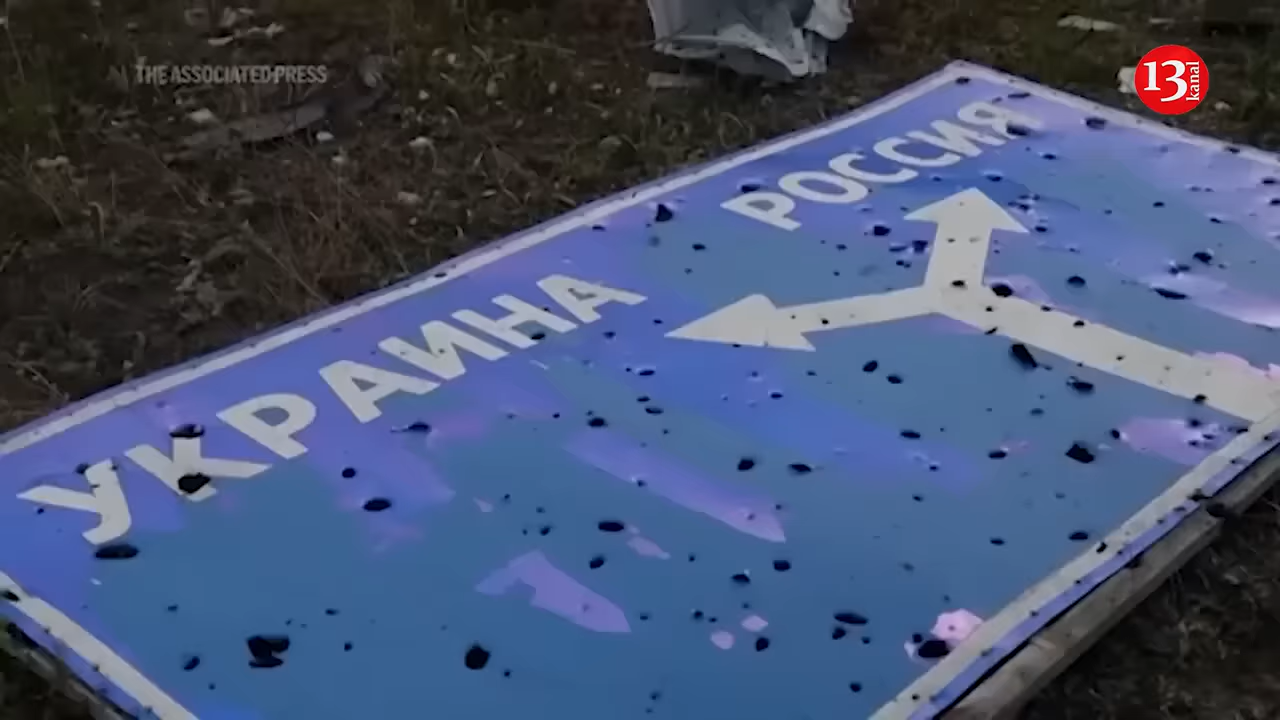 THE ASSOCIATED PRESS
13 kanal
РОССИЯ
УКРАИНА